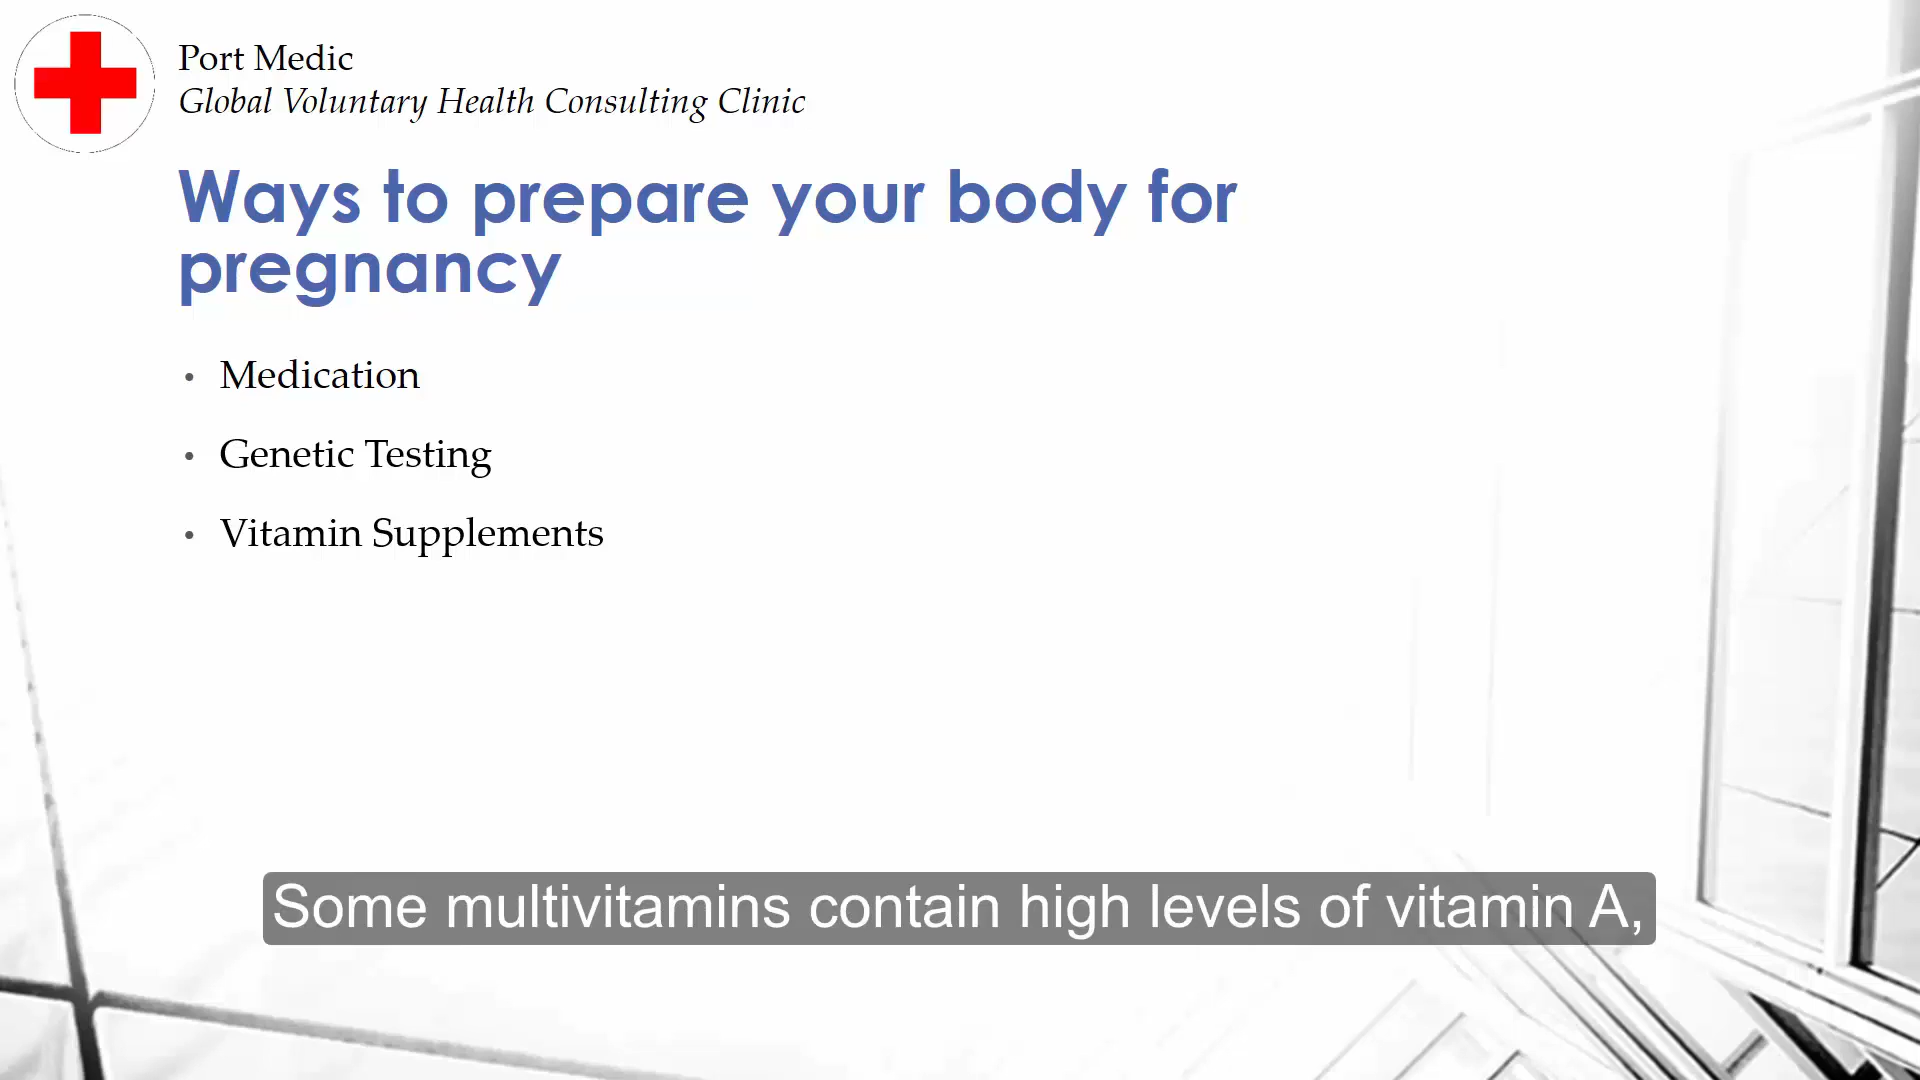 Port Medic
Global Voluntary Health Consulting Clinic
Ways to prepare your body for
pregnancy
• Medication
• Genetic Testing
• Vitamin Supplements
Some multivitamins contain high levels of vitamin A,